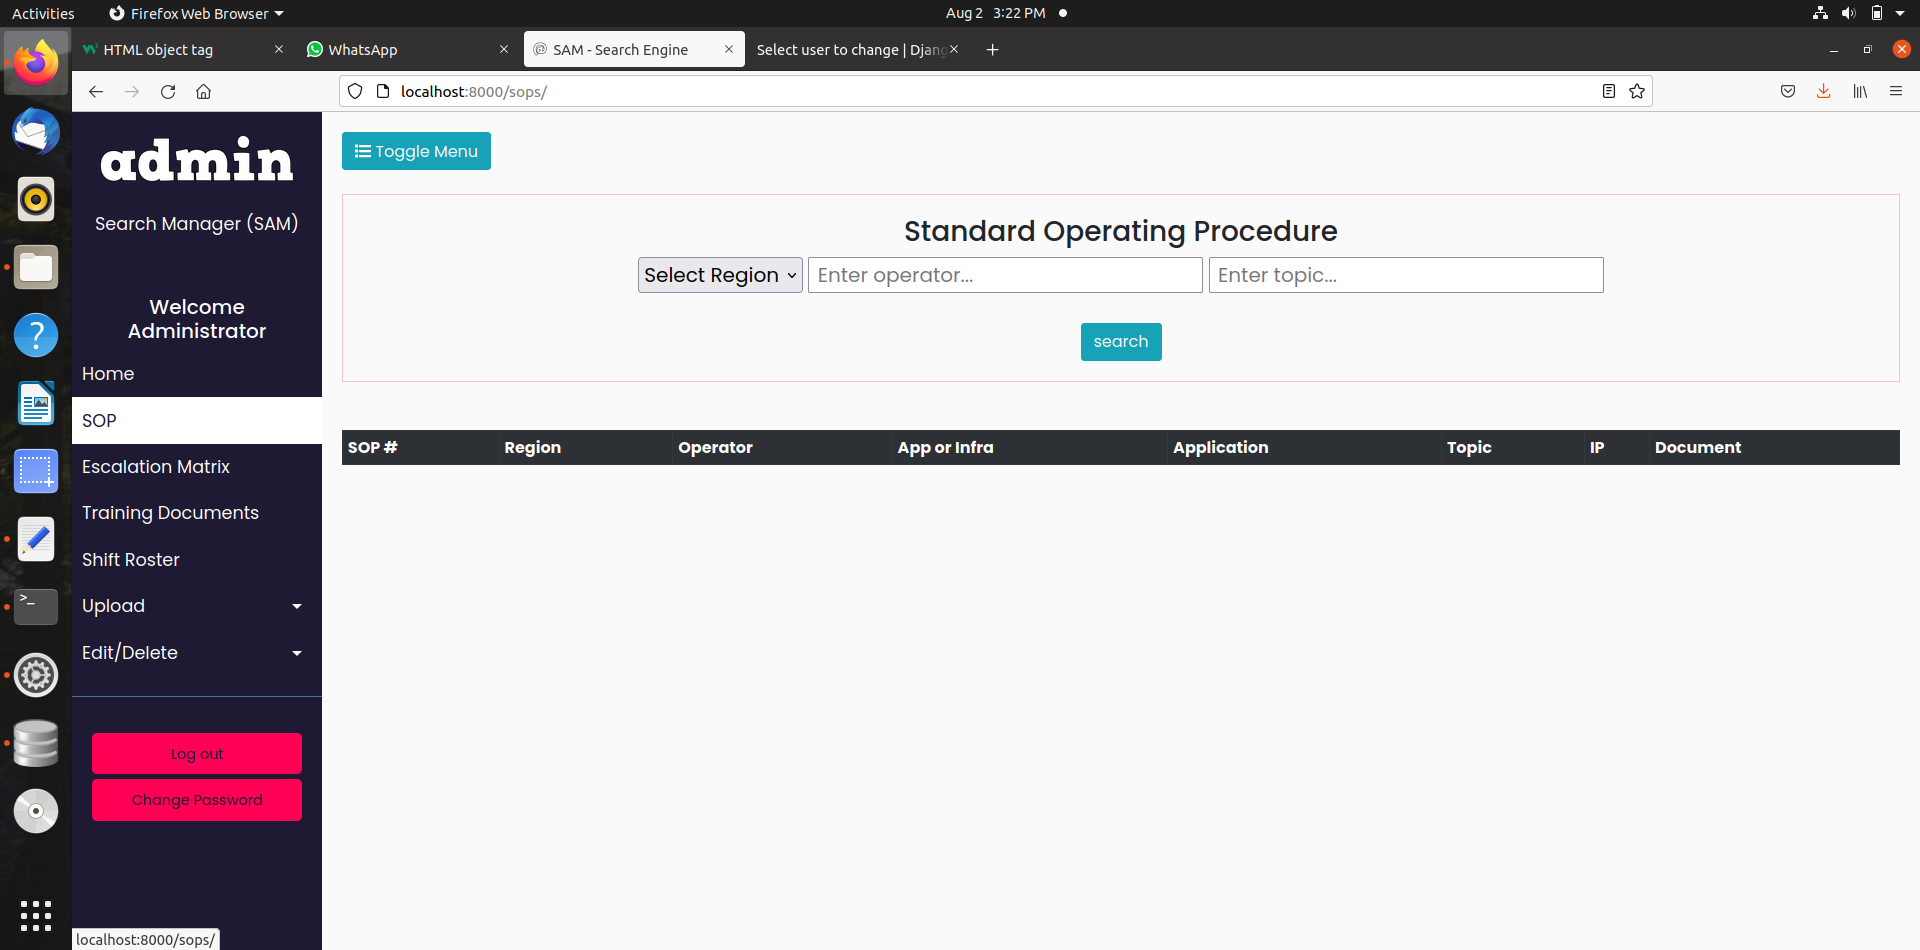 Activities
Firefox Web Browser
Aug 2 3:22 PM
HTML object tag
WhatsApp
SAM - Search Engine
Select user to change | Djang
localhost:8000/sops/
admin
Search Manager (SAM)
Welcome
Administrator
Home
SOP
Escalation Matrix
Training Documents
Shift Roster
Upload
Edit/Delete
Log out
Change Password
Toggle Menu
Standard Operating Procedure
Select Region
Enter operator...
Enter topic...
search
SOP # Region Operator App or Infra Application Topic IP Document
localhost:8000/sops/